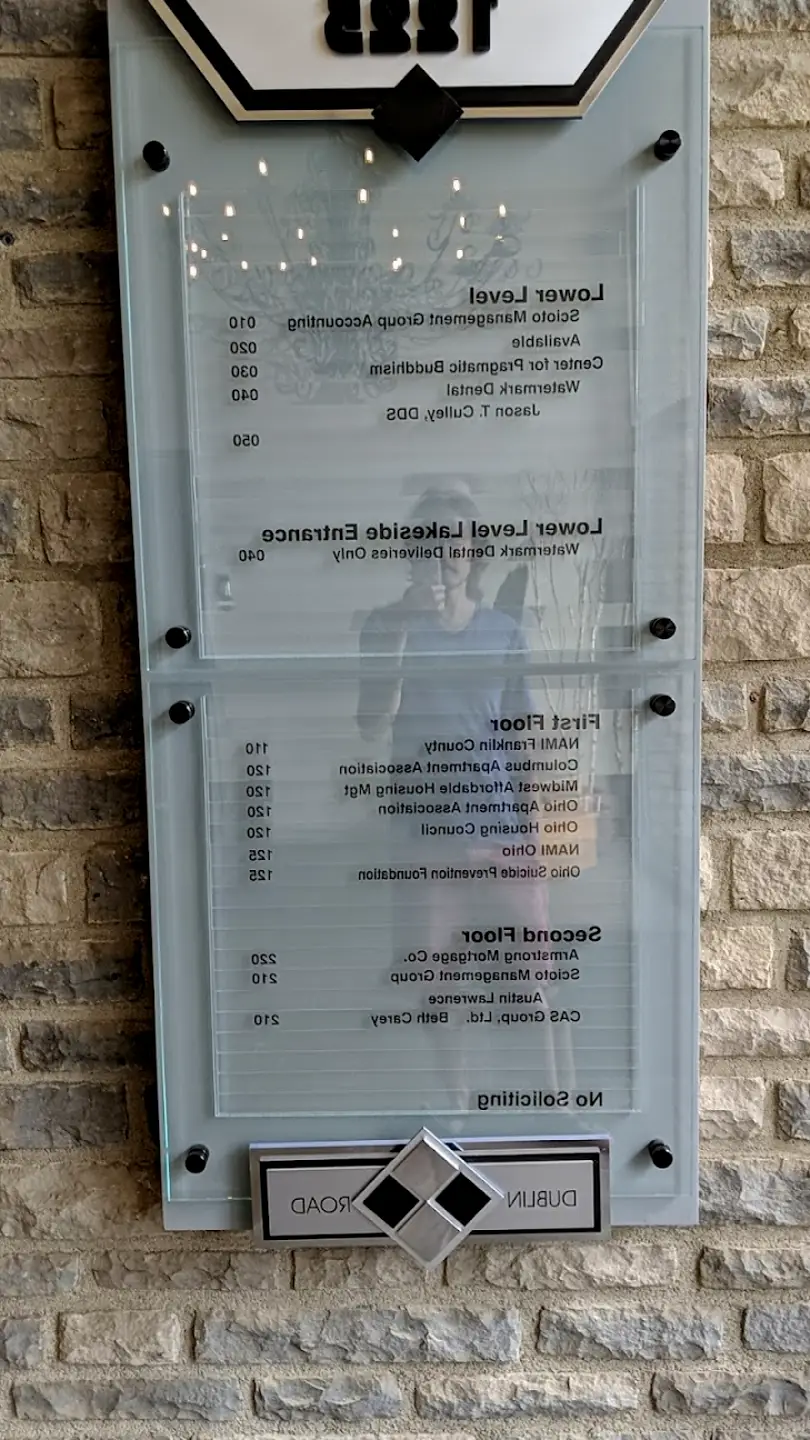 1225
Lower Level
Scioto Management Group Accounting 010
Available 020
Center for Pragmatic Buddhism 030
Watermark Dental 040
Jason T. Culley, DDS
050
Lower Level Lakeside Entrance
Watermark Dental Deliveries Only 040
First Floor
NAMI Franklin County 110
Columbus Apartment Association 120
Midwest Affordable Housing Mgt 120
Ohio Apartment Association 120
Ohio Housing Council 120
NAMI Ohio 125
Ohio Suicide Prevention Foundation 125
Second Floor
Armstrong Mortgage Co. 220
Scioto Management Group 210
Austin Lawrence
CAS Group, Ltd. Beth Carey 210
No Soliciting
DUBLIN ROAD